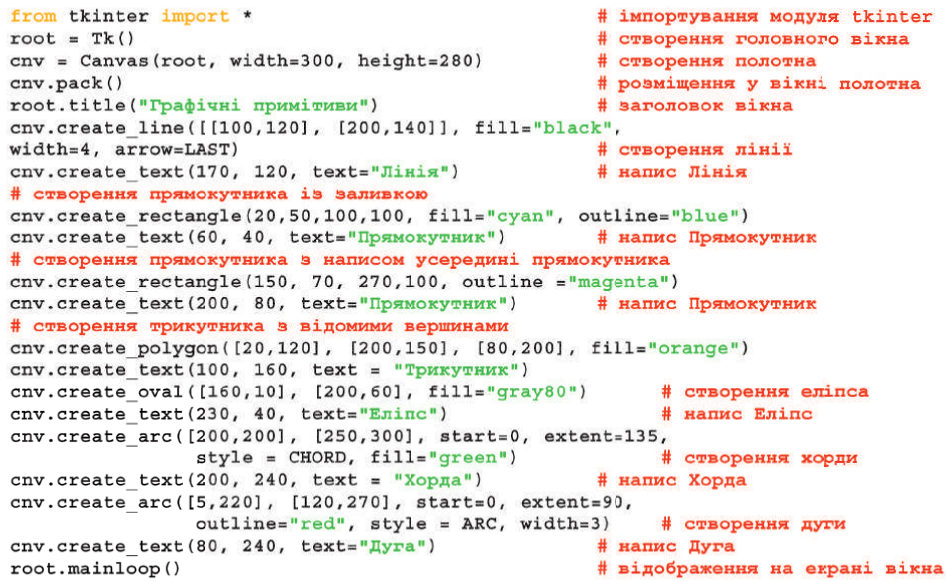 from tkinter import * # імпортування модуля tkinter
root = Tk() # створення головного вікна
cnv = Canvas(root, width=300, height=280) # створення полотна
cnv.pack() # розміщення у вікні полотна
root.title("Графічні примітиви") # заголовок вікна
cnv.create_line([[100,120], [200,140]], fill="black",
width=4, arrow=LAST) # створення лінії
cnv.create_text(170, 120, text="Лінія") # напис Лінія
# створення прямокутника із заливкою
cnv.create_rectangle(20,50,100,100, fill="cyan", outline="blue")
cnv.create_text(60, 40, text="Прямокутник") # напис Прямокутник
# створення прямокутника з написом усередині прямокутника
cnv.create_rectangle(150, 70, 270,100, outline ="magenta")
cnv.create_text(200, 80, text="Прямокутник") # напис Прямокутник
# створення трикутника з відомими вершинами
cnv.create_polygon([20,120], [200,150], [80,200], fill="orange")
cnv.create_text(100, 160, text = "Трикутник")
cnv.create_oval([160,10], [200,60], fill="gray80") # створення еліпса
cnv.create_text(230, 40, text="Еліпс") # напис Еліпс
cnv.create_arc([200,200], [250,300], start=0, extent=135,
style = CHORD, fill="green") # створення хорди
cnv.create_text(200, 240, text = "Хорда") # напис Хорда
cnv.create_arc([5,220], [120,270], start=0, extent=90,
outline="red", style = ARC, width=3) # створення дуги
cnv.create_text(80, 240, text="Дуга") # напис Дуга
root.mainloop() # відображення на екрані вікна